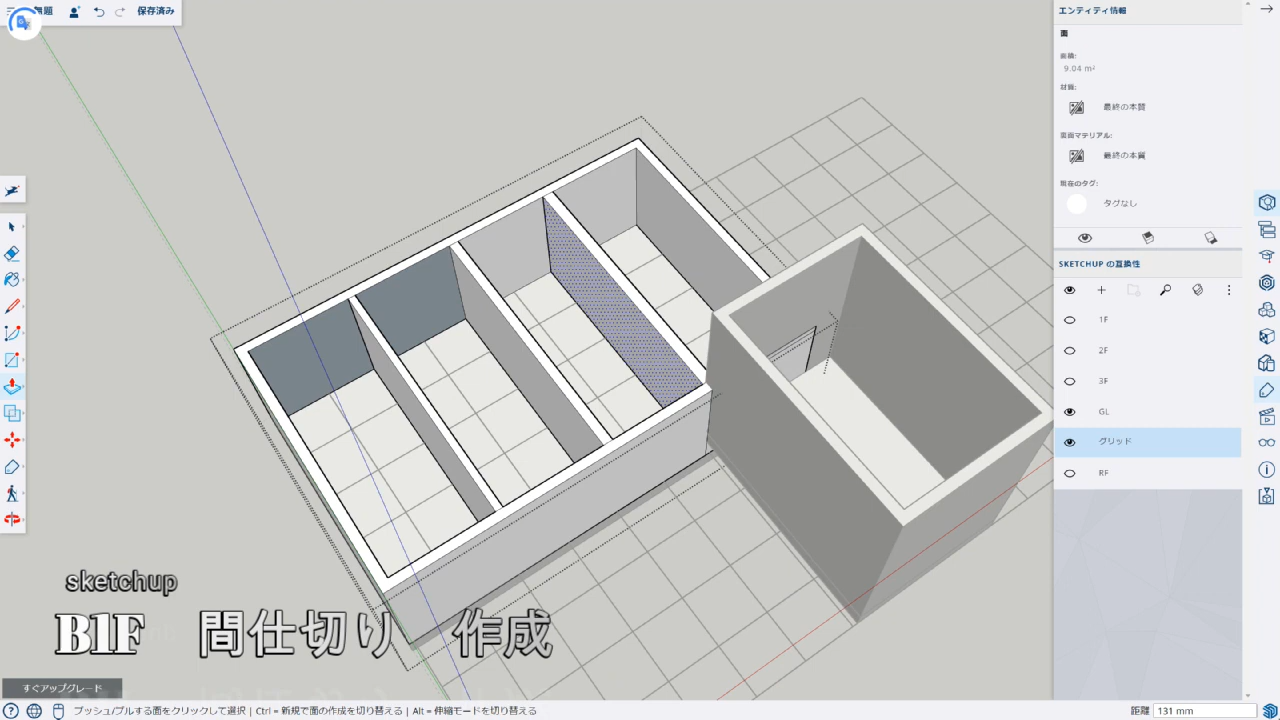 無題
保存済み
エンティティ情報
面
面積:
9.04 m²
材質:
最終の本質
裏面マテリアル:
最終の本質
現在のタグ:
タグなし
SKETCHUP の互換性
1F
2F
3F
GL
グリッド
RF
sketchup
B1F 間仕切り 作成
すぐアップグレード
プッシュ/プルする面をクリックして選択 | Ctrl = 新規で面の作成を切り替える | Alt = 伸縮モードを切り替える
距離 131 mm